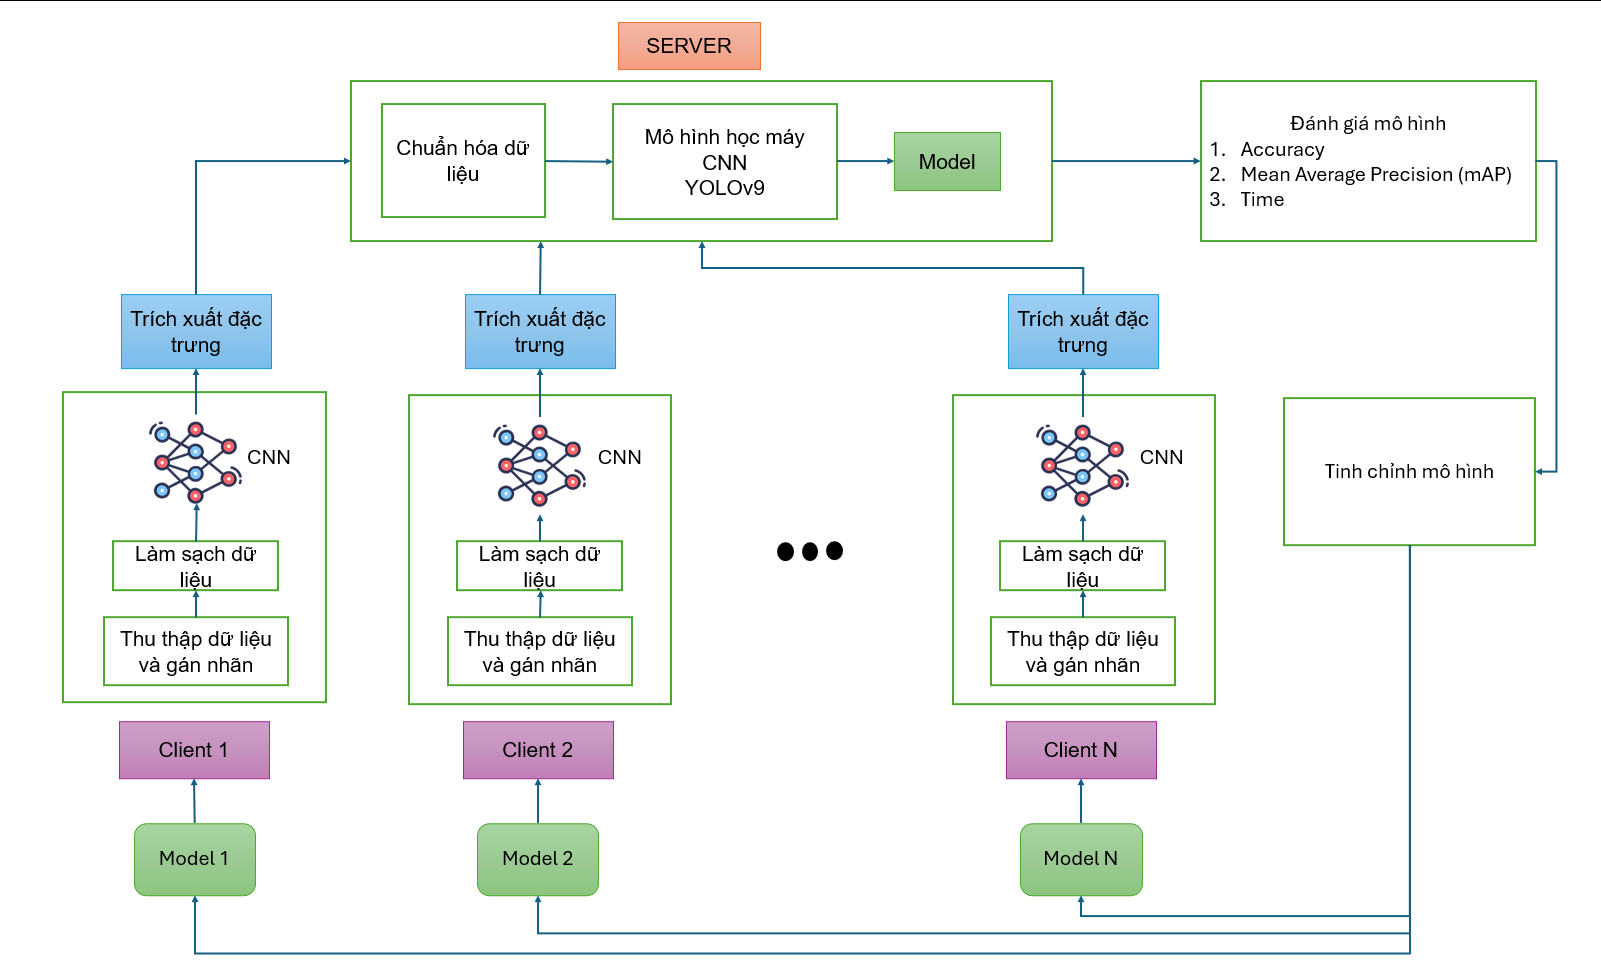 SERVER
Chuẩn hóa dữ
liệu
Mô hình học máy
CNN
YOLOv9
Model
Đánh giá mô hình
1. Accuracy
2. Mean Average Precision (mAP)
3. Time
Trích xuất đặc
trưng
Trích xuất đặc
trưng
Trích xuất đặc
trưng
CNN
CNN
CNN
Tinh chỉnh mô hình
Làm sạch dữ
liệu
Làm sạch dữ
liệu
Làm sạch dữ
liệu
Thu thập dữ liệu
và gán nhãn
Thu thập dữ liệu
và gán nhãn
Thu thập dữ liệu
và gán nhãn
Client 1
Client 2
Client N
Model 1
Model 2
Model N